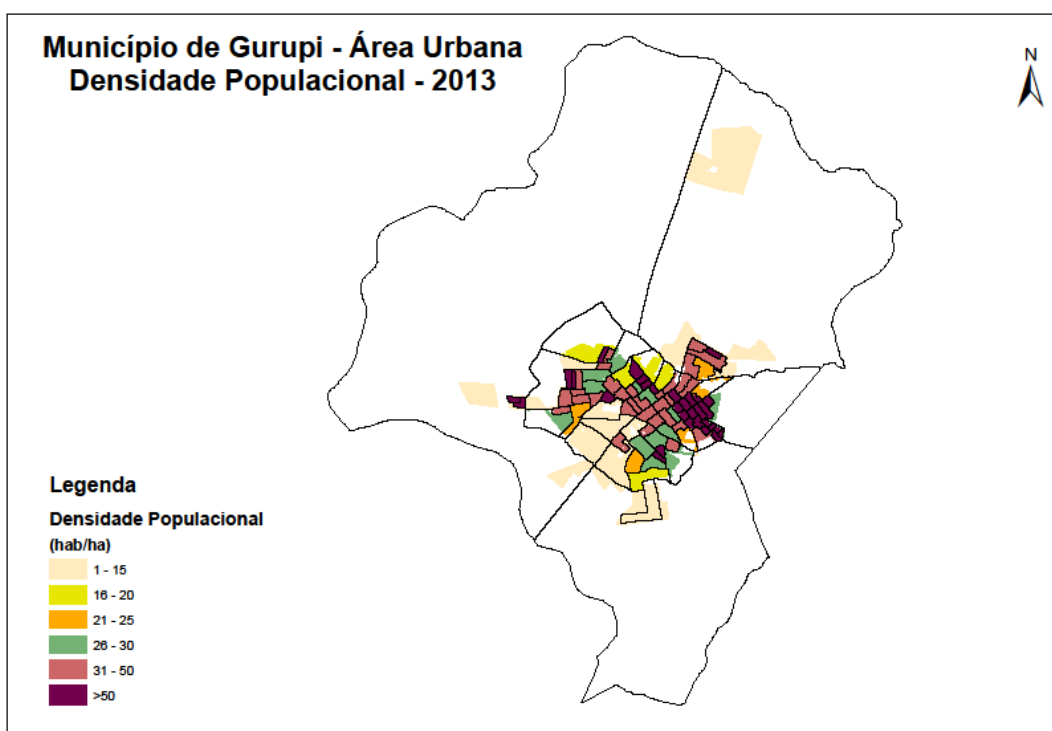 Município de Gurupi - Área Urbana
Densidade Populacional - 2013
N
Legenda
Densidade Populacional
(hab/ha)
1 - 15
16 - 20
21 - 25
26 - 30
31 - 50
>50